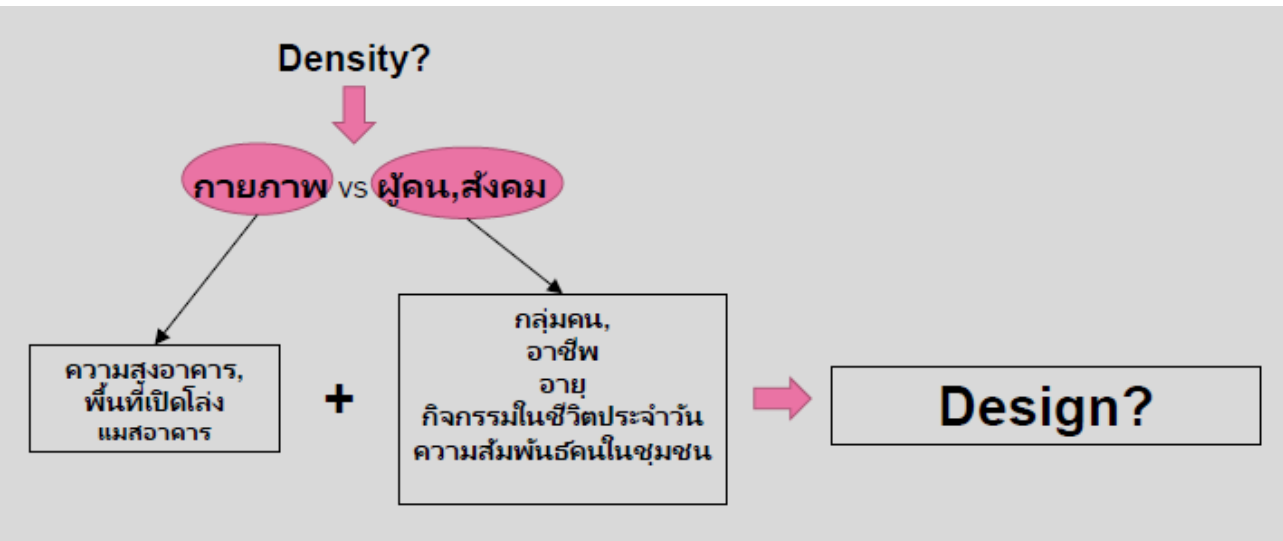 Density?
กายภาพ vs ผู้คน,สังคม
กลุ่มคน,
อาชีพ
อายุ
กิจกรรมในชีวิตประจำวัน
ความสัมพันธ์คนในชุมชน
ความสูงอาคาร,
พื้นที่เปิดโล่ง
แมสอาคาร
+
Design?